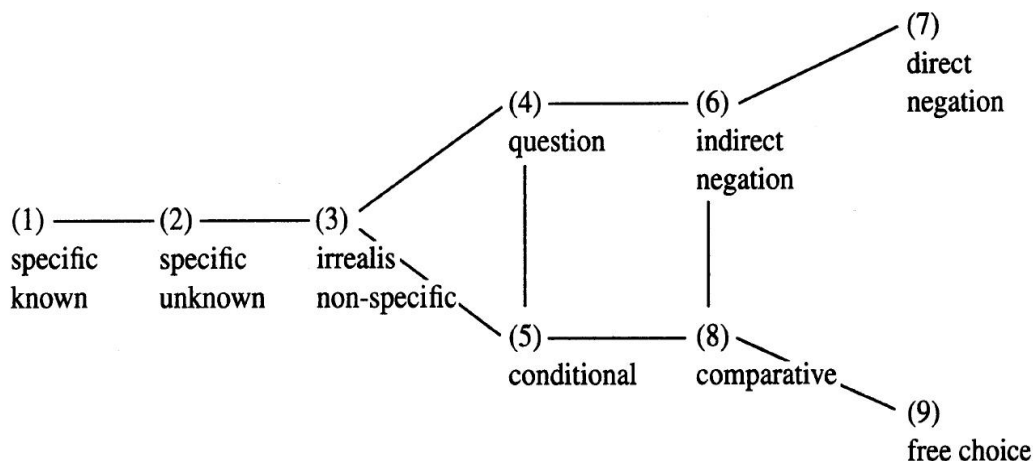 (7)
direct
negation
(4)
question
(6)
indirect
negation
(1)
specific
known
(2)
specific
unknown
(3)
irrealis
non-specific
(5)
conditional
(8)
comparative
(9)
free choice